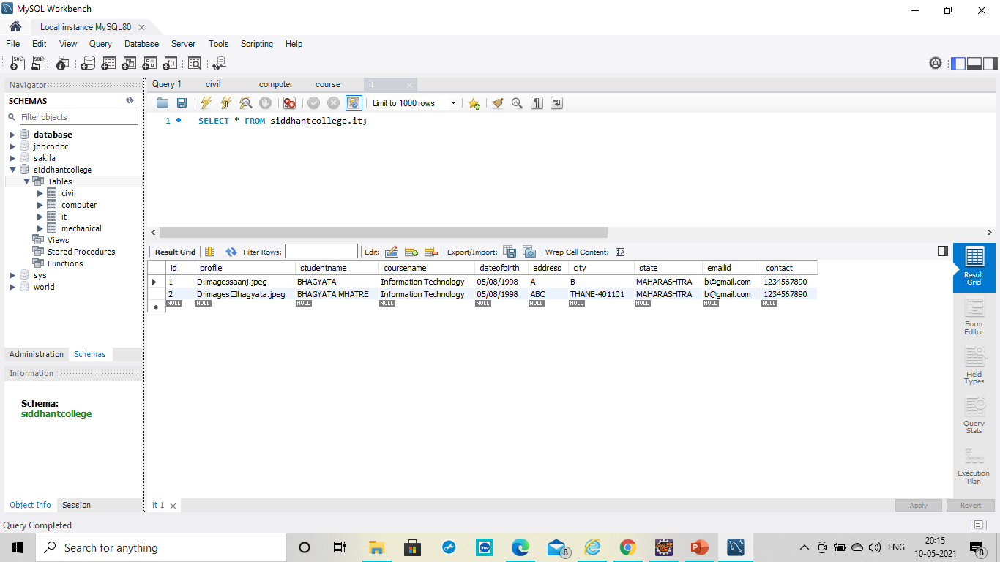 MySQL Workbench
Local instance MySQL80
File Edit View Query Database Server Tools Scripting Help
Navigator
SCHEMAS
Filter objects
database
jdbcodbc
sakila
siddhantcollege
Tables
civil
computer
it
mechanical
Views
Stored Procedures
Functions
sys
world
Administration Schemas
Information
Schema:
siddhantcollege
Object Info Session
Query 1 civil computer course it
Limit to 1000 rows
1 SELECT * FROM siddhantcollege.it;
Result Grid Filter Rows: Edit: Export/Import: Wrap Cell Content:
id profile studentname coursename dateofbirth address city state emailid contact
1 D:imagessaanj.jpeg BHAGYATA Information Technology 05/08/1998 A B MAHARASHTRA b@gmail.com 1234567890
2 D:images□hagyata.jpeg BHAGYATA MHATRE Information Technology 05/08/1998 ABC THANE-401101 MAHARASHTRA b@gmail.com 1234567890
NULL NULL NULL NULL NULL NULL NULL NULL NULL NULL
Result
Grid
Form
Editor
Field
Types
Query
Stats
Execution
Plan
it 1
Apply Revert
Query Completed
Search for anything
imo
8
ENG
20:15
10-05-2021
8